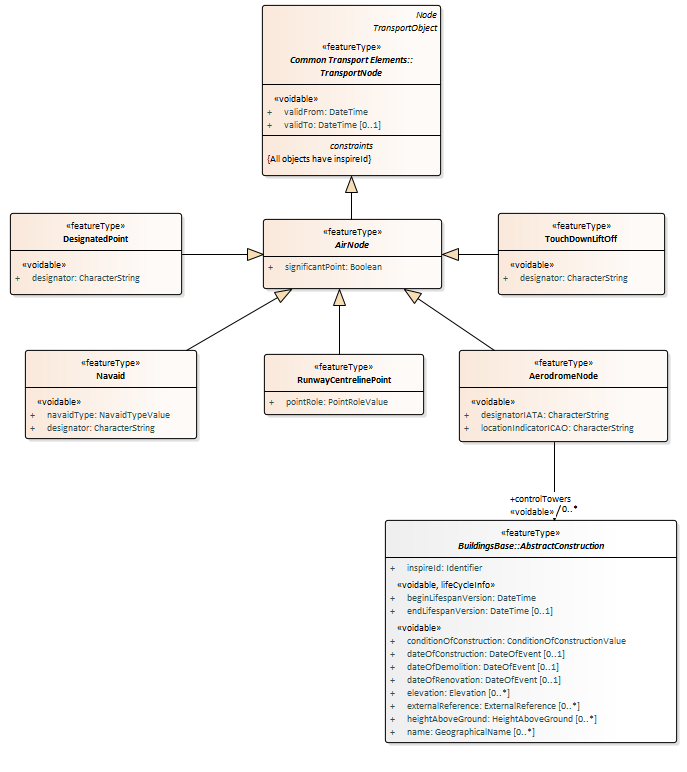 Node
TransportObject
«featureType»
Common Transport Elements::
TransportNode
«voidable»
+ validFrom: DateTime
+ validTo: DateTime [0..1]
constraints
{All objects have inspireId}
«featureType»
DesignatedPoint
«voidable»
+ designator: CharacterString
«featureType»
AirNode
+ significantPoint: Boolean
«featureType»
TouchDownLiftOff
«voidable»
+ designator: CharacterString
«featureType»
Navaid
«voidable»
+ navaidType: NavaidTypeValue
+ designator: CharacterString
«featureType»
RunwayCentrelinePoint
+ pointRole: PointRoleValue
«featureType»
AerodromeNode
«voidable»
+ designatorIATA: CharacterString
+ locationIndicatorICAO: CharacterString
+controlTowers
«voidable» 0..*
«featureType»
BuildingsBase::AbstractConstruction
+ inspireId: Identifier
«voidable, lifeCycleInfo»
+ beginLifespanVersion: DateTime
+ endLifespanVersion: DateTime [0..1]
«voidable»
+ conditionOfConstruction: ConditionOfConstructionValue
+ dateOfConstruction: DateOfEvent [0..1]
+ dateOfDemolition: DateOfEvent [0..1]
+ dateOfRenovation: DateOfEvent [0..1]
+ elevation: Elevation [0..*]
+ externalReference: ExternalReference [0..*]
+ heightAboveGround: HeightAboveGround [0..*]
+ name: GeographicalName [0..*]